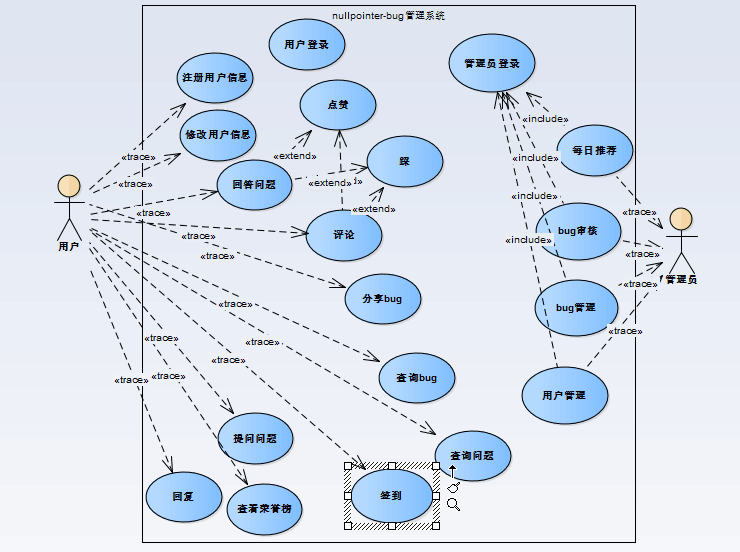 nullpointer-bug管理系统
用户登录
管理员登录
注册用户信息
点赞
«include»
修改用户信息
每日推荐
«trace»
«extend»
«include»
踩
«trace»
回答问题
«extend»
«include»
«trace»
«extend»
«trace»
评论
bug审核
用户
«trace»
«include»
«trace»
«trace»
管理员
«trace»
分享bug
bug管理
«trace»
«trace»
«trace»
«trace»
«trace»
«trace»
«trace»
查询bug
用户管理
提问问题
查询问题
回复
查看荣誉榜
签到